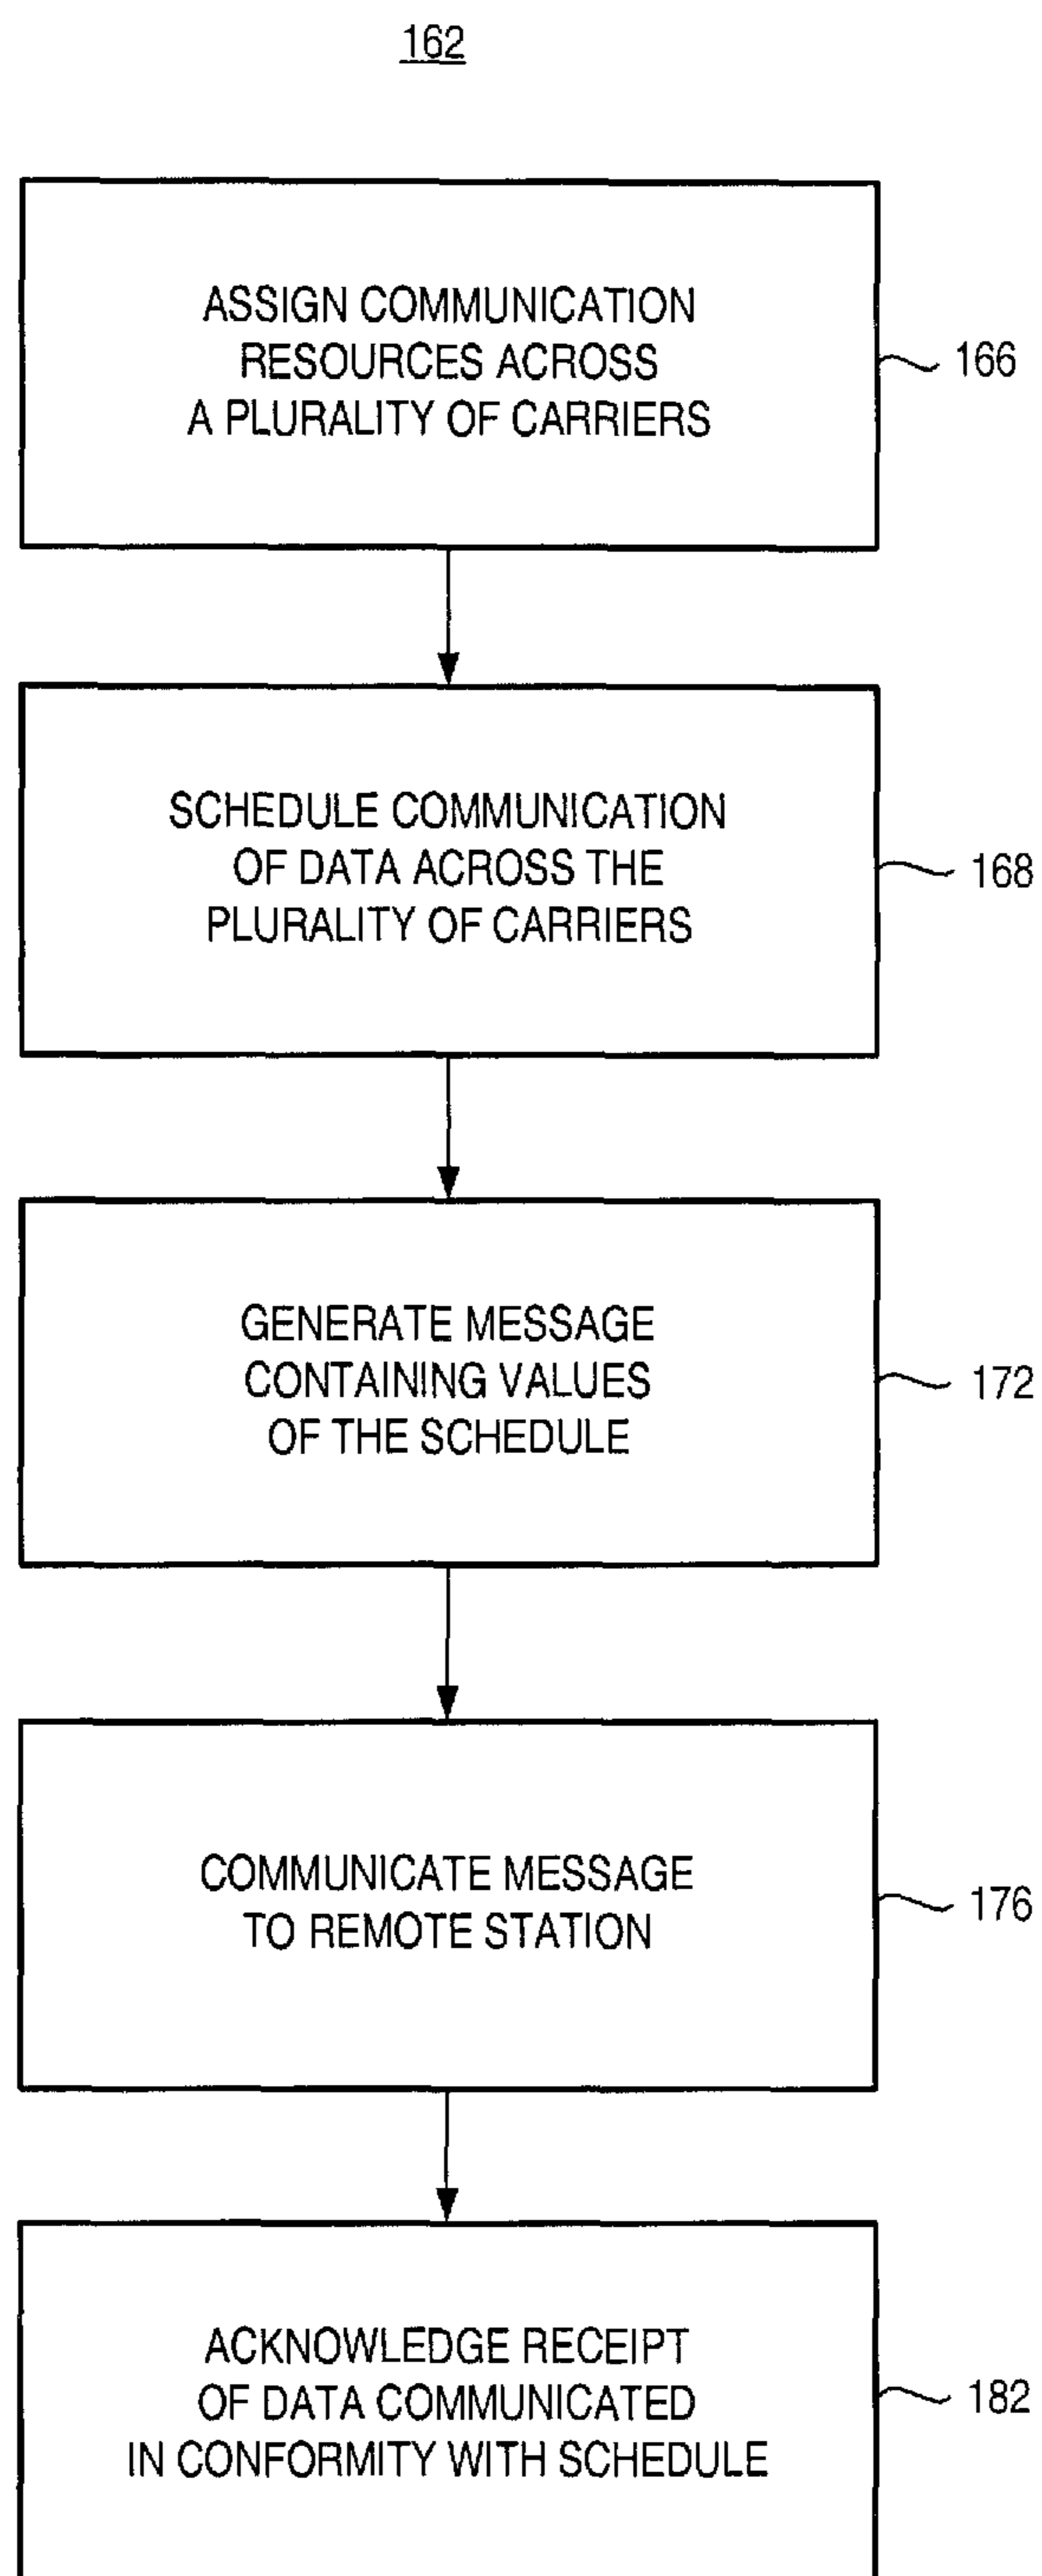 162
ASSIGN COMMUNICATION
RESOURCES ACROSS
A PLURALITY OF CARRIERS
166
SCHEDULE COMMUNICATION
OF DATA ACROSS THE
PLURALITY OF CARRIERS
168
GENERATE MESSAGE
CONTAINING VALUES
OF THE SCHEDULE
172
COMMUNICATE MESSAGE
TO REMOTE STATION
176
ACKNOWLEDGE RECEIPT
OF DATA COMMUNICATED
IN CONFORMITY WITH SCHEDULE
182